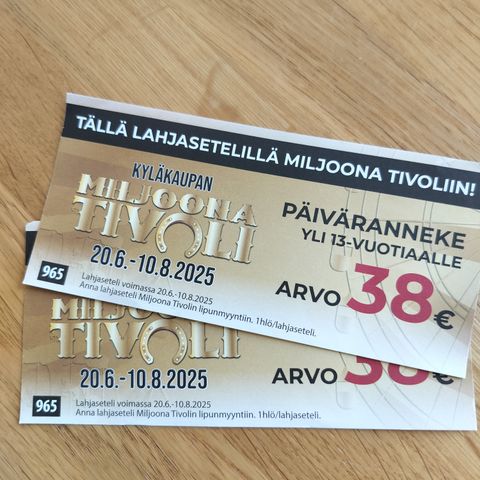 TÄLLÄ LAHJASETELILLÄ MILJOONA TIVOLIIN!
KYLÄKAUPAN
MILJOONA
TIVOLI
20.6.-10.8.2025
PÄIVÄRANNEKE
YLI 13-VUOTIAALLE
ARVO 38€
965
Lahjaseteli voimassa 20.6.-10.8.2025
Anna lahjaseteli Miljoona Tivolin lipunmyyntiin. 1hlö/lahjaseteli.
TIVOLI
20.6.-10.8.2025
ARVO 38€
965
Lahjaseteli voimassa 20.6.-10.8.2025
Anna lahjaseteli Miljoona Tivolin lipunmyyntiin. 1hlö/lahjaseteli.